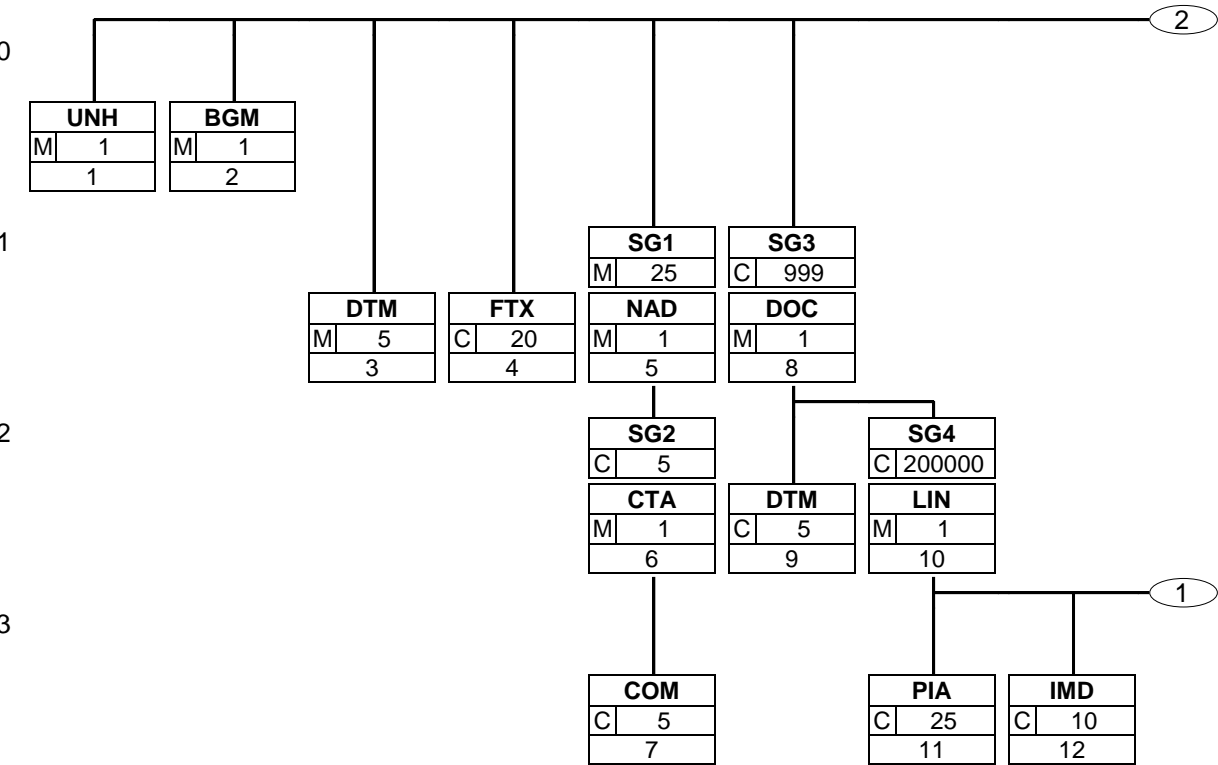 2
0
UNH BGM
M 1 M 1
1 2
1
SG1 SG3
M 25 C 999
DTM FTX NAD DOC
M 5 C 20 M 1 M 1
3 4 5 8
2
SG2 SG4
C 5 C 200000
CTA DTM LIN
M 1 C 5 M 1
6 9 10
1
3
COM PIA IMD
C 5 C 25 C 10
7 11 12